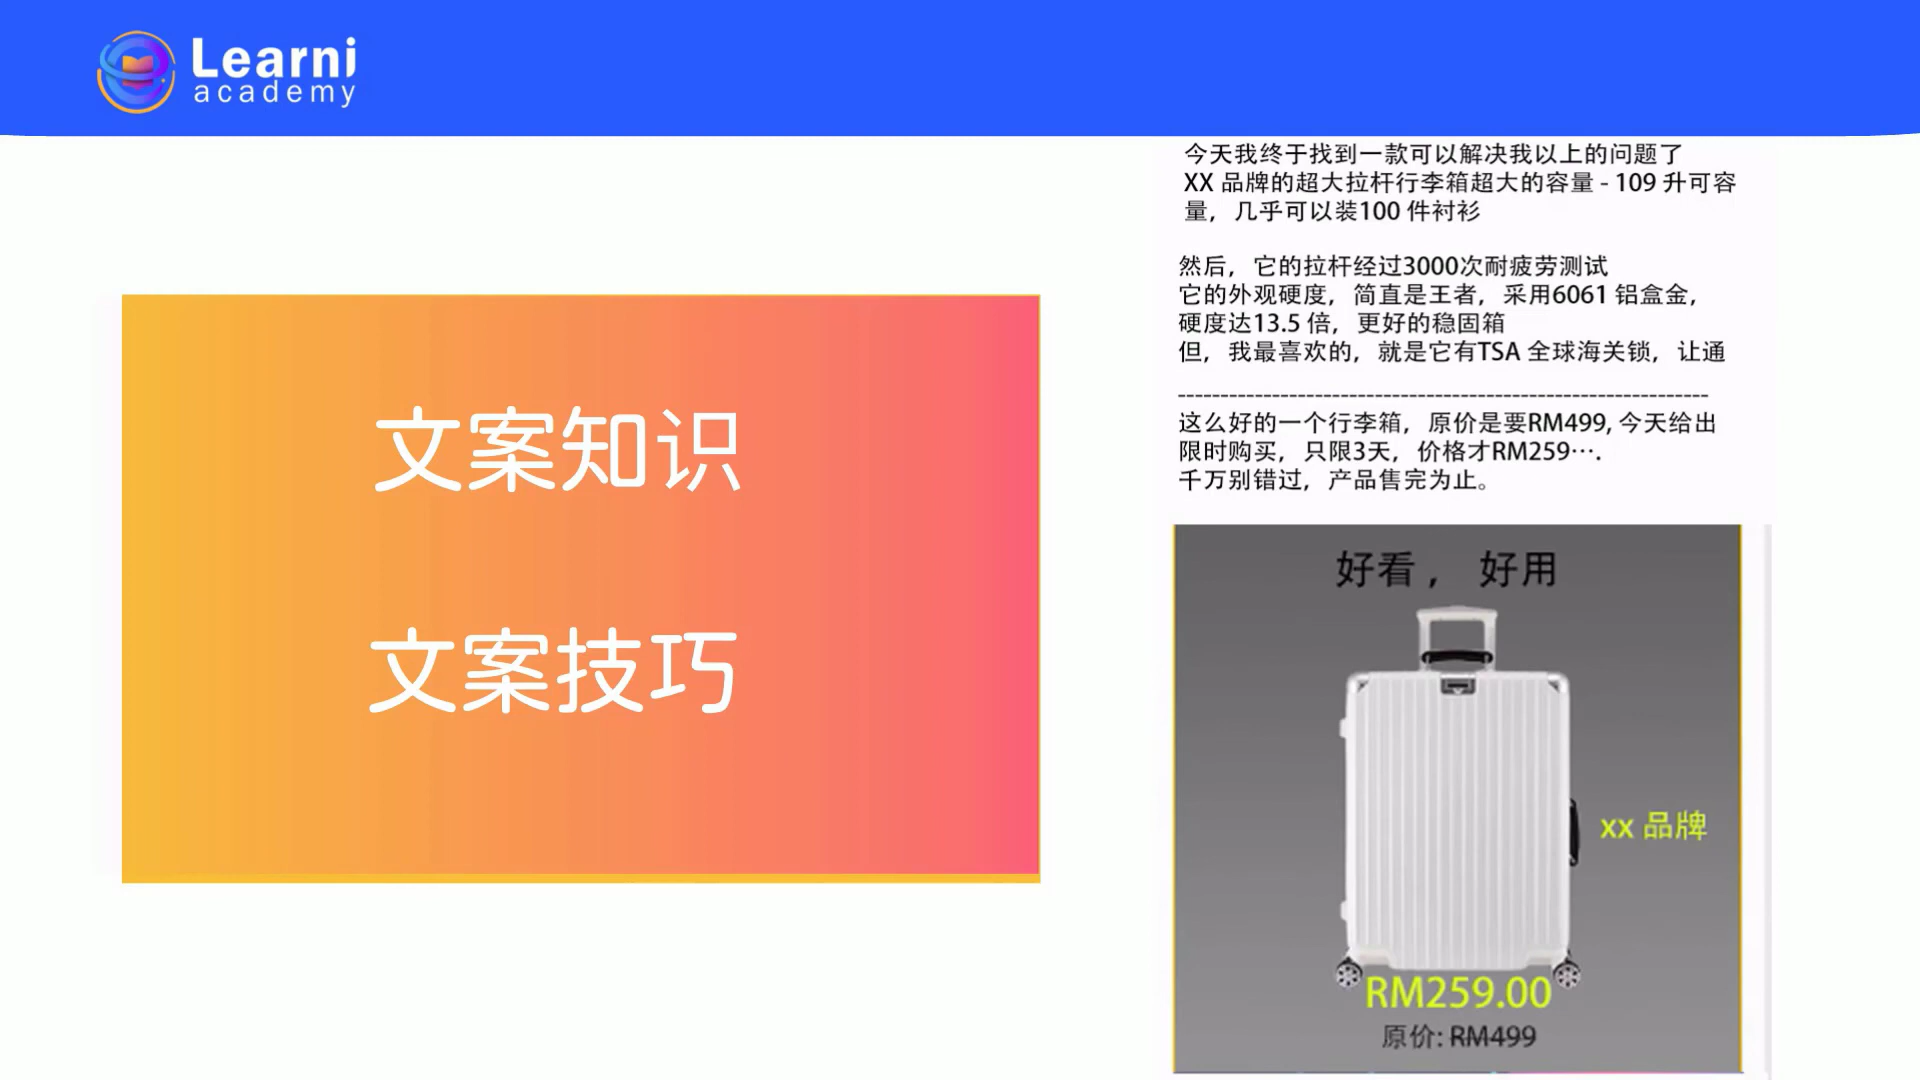 Learni
academy
文案知识
文案技巧
今天我终于找到一款可以解决我以上的问题了
XX 品牌的超大拉杆行李箱超大的容量 - 109 升可容
量，几乎可以装100 件衬衫
然后，它的拉杆经过3000次耐疲劳测试
它的外观硬度，简直是王者，采用6061 铝盒金，
硬度达13.5 倍，更好的稳固箱
但，我最喜欢的，就是它有TSA 全球海关锁，让通
--------------------------------------------------------------
这么好的一个行李箱，原价是要RM499, 今天给出
限时购买，只限3天，价格才RM259….
千万别错过，产品售完为止。
好看， 好用
xx 品牌
RM259.00
原价: RM499